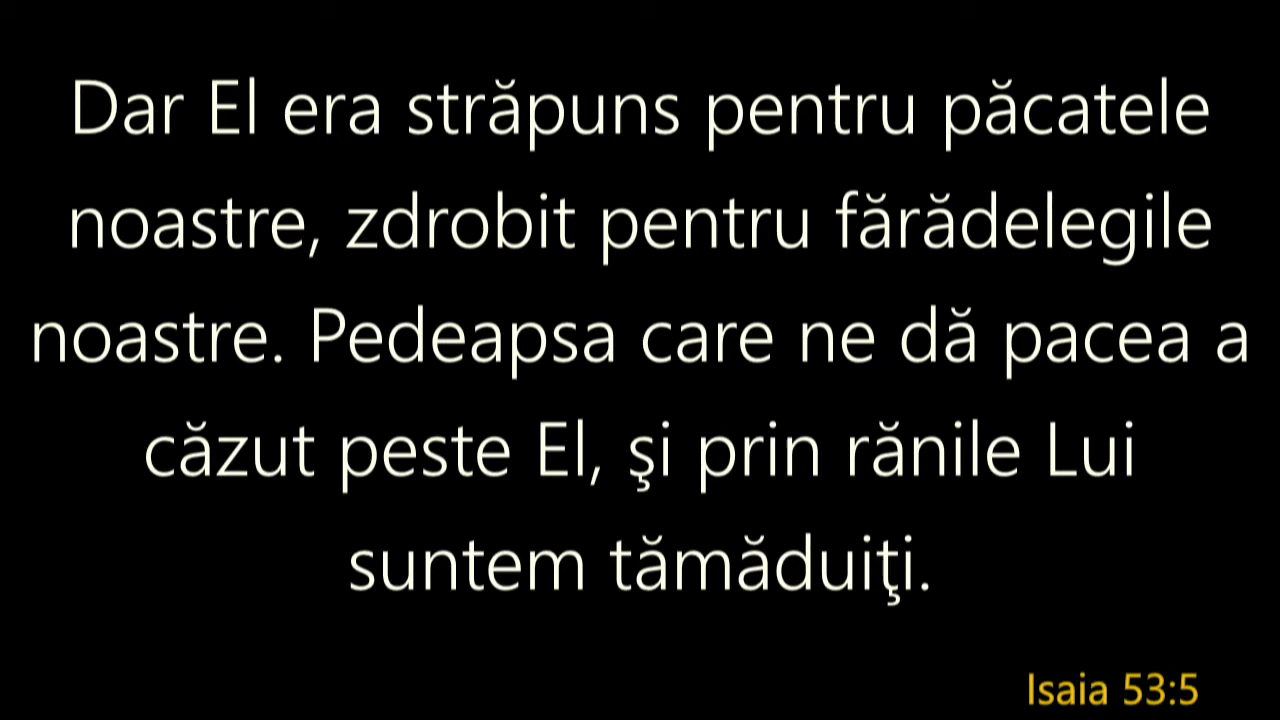 Dar El era străpuns pentru păcatele
noastre, zdrobit pentru fărădelegile
noastre. Pedeapsa care ne dă pacea a
căzut peste El, şi prin rănile Lui
suntem tămăduiţi.
Isaia 53:5